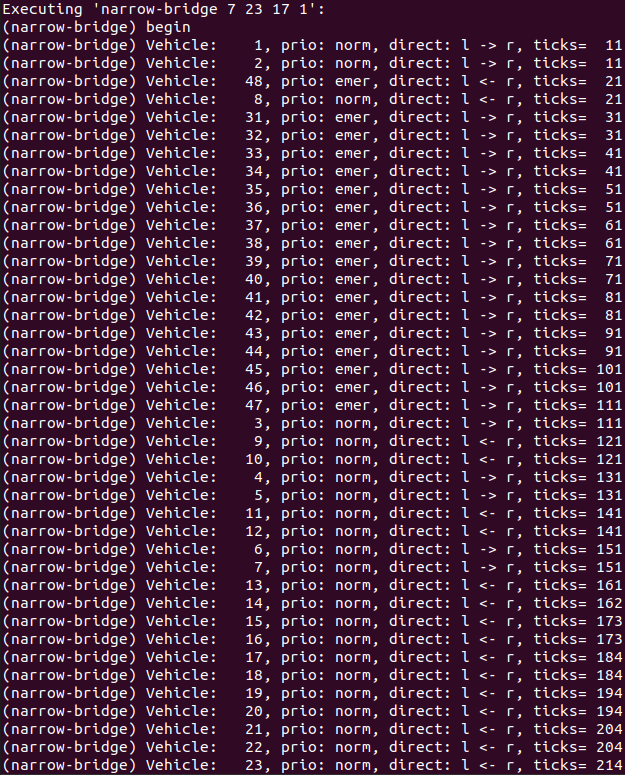 Executing 'narrow-bridge 7 23 17 1':
(narrow-bridge) begin
(narrow-bridge) Vehicle:    1, prio: norm, direct: l -> r, ticks=  11
(narrow-bridge) Vehicle:    2, prio: norm, direct: l -> r, ticks=  11
(narrow-bridge) Vehicle:   48, prio: emer, direct: l <- r, ticks=  21
(narrow-bridge) Vehicle:    8, prio: norm, direct: l <- r, ticks=  21
(narrow-bridge) Vehicle:   31, prio: emer, direct: l -> r, ticks=  31
(narrow-bridge) Vehicle:   32, prio: emer, direct: l -> r, ticks=  31
(narrow-bridge) Vehicle:   33, prio: emer, direct: l -> r, ticks=  41
(narrow-bridge) Vehicle:   34, prio: emer, direct: l -> r, ticks=  41
(narrow-bridge) Vehicle:   35, prio: emer, direct: l -> r, ticks=  51
(narrow-bridge) Vehicle:   36, prio: emer, direct: l -> r, ticks=  51
(narrow-bridge) Vehicle:   37, prio: emer, direct: l -> r, ticks=  61
(narrow-bridge) Vehicle:   38, prio: emer, direct: l -> r, ticks=  61
(narrow-bridge) Vehicle:   39, prio: emer, direct: l -> r, ticks=  71
(narrow-bridge) Vehicle:   40, prio: emer, direct: l -> r, ticks=  71
(narrow-bridge) Vehicle:   41, prio: emer, direct: l -> r, ticks=  81
(narrow-bridge) Vehicle:   42, prio: emer, direct: l -> r, ticks=  81
(narrow-bridge) Vehicle:   43, prio: emer, direct: l -> r, ticks=  91
(narrow-bridge) Vehicle:   44, prio: emer, direct: l -> r, ticks=  91
(narrow-bridge) Vehicle:   45, prio: emer, direct: l -> r, ticks= 101
(narrow-bridge) Vehicle:   46, prio: emer, direct: l -> r, ticks= 101
(narrow-bridge) Vehicle:   47, prio: emer, direct: l -> r, ticks= 111
(narrow-bridge) Vehicle:    3, prio: norm, direct: l -> r, ticks= 111
(narrow-bridge) Vehicle:    9, prio: norm, direct: l <- r, ticks= 121
(narrow-bridge) Vehicle:   10, prio: norm, direct: l <- r, ticks= 121
(narrow-bridge) Vehicle:    4, prio: norm, direct: l -> r, ticks= 131
(narrow-bridge) Vehicle:    5, prio: norm, direct: l -> r, ticks= 131
(narrow-bridge) Vehicle:   11, prio: norm, direct: l <- r, ticks= 141
(narrow-bridge) Vehicle:   12, prio: norm, direct: l <- r, ticks= 141
(narrow-bridge) Vehicle:    6, prio: norm, direct: l -> r, ticks= 151
(narrow-bridge) Vehicle:    7, prio: norm, direct: l -> r, ticks= 151
(narrow-bridge) Vehicle:   13, prio: norm, direct: l <- r, ticks= 161
(narrow-bridge) Vehicle:   14, prio: norm, direct: l <- r, ticks= 162
(narrow-bridge) Vehicle:   15, prio: norm, direct: l <- r, ticks= 173
(narrow-bridge) Vehicle:   16, prio: norm, direct: l <- r, ticks= 173
(narrow-bridge) Vehicle:   17, prio: norm, direct: l <- r, ticks= 184
(narrow-bridge) Vehicle:   18, prio: norm, direct: l <- r, ticks= 184
(narrow-bridge) Vehicle:   19, prio: norm, direct: l <- r, ticks= 194
(narrow-bridge) Vehicle:   20, prio: norm, direct: l <- r, ticks= 194
(narrow-bridge) Vehicle:   21, prio: norm, direct: l <- r, ticks= 204
(narrow-bridge) Vehicle:   22, prio: norm, direct: l <- r, ticks= 204
(narrow-bridge) Vehicle:   23, prio: norm, direct: l <- r, ticks= 214